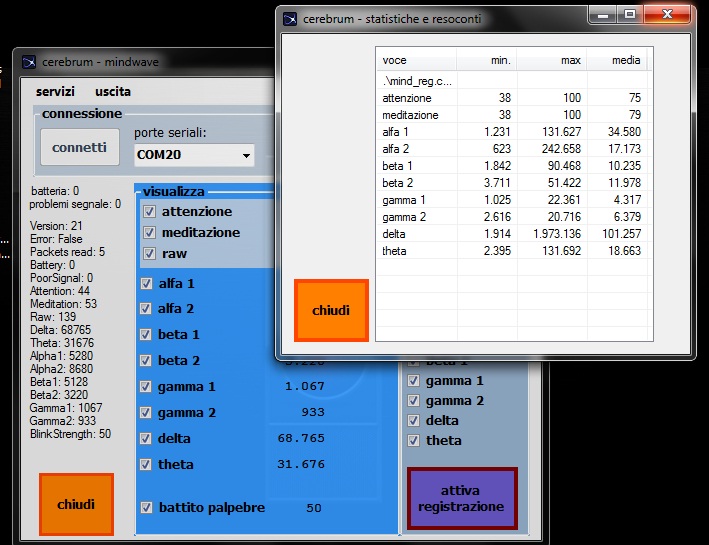 cerebrum - statistiche e resoconti
voce min. max media
.\mind_reg.c...
attenzione 38 100 75
meditazione 38 100 79
alfa 1 1.231 131.627 34.580
alfa 2 623 242.658 17.173
beta 1 1.842 90.468 10.235
beta 2 3.711 51.422 11.978
gamma 1 1.025 22.361 4.317
gamma 2 2.616 20.716 6.379
delta 1.914 1.973.136 101.257
theta 2.395 131.692 18.663
chiudi
cerebrum - mindwave
servizi uscita
connessione
connetti
porte seriali:
COM20
batteria: 0
problemi segnale: 0
Version: 21
Error: False
Packets read: 5
Battery: 0
PoorSignal: 0
Attention: 44
Meditation: 53
Raw: 139
Delta: 68765
Theta: 31676
Alpha1: 5280
Alpha2: 8680
Beta1: 5128
Beta2: 3220
Gamma1: 1067
Gamma2: 933
BlinkStrength: 50
chiudi
visualizza
attenzione
meditazione
raw
alfa 1
alfa 2
beta 1
beta 2
gamma 1 1.067
gamma 2 933
delta 68.765
theta 31.676
battito palpebre 50
gamma 1
gamma 2
delta
theta
attiva
registrazione